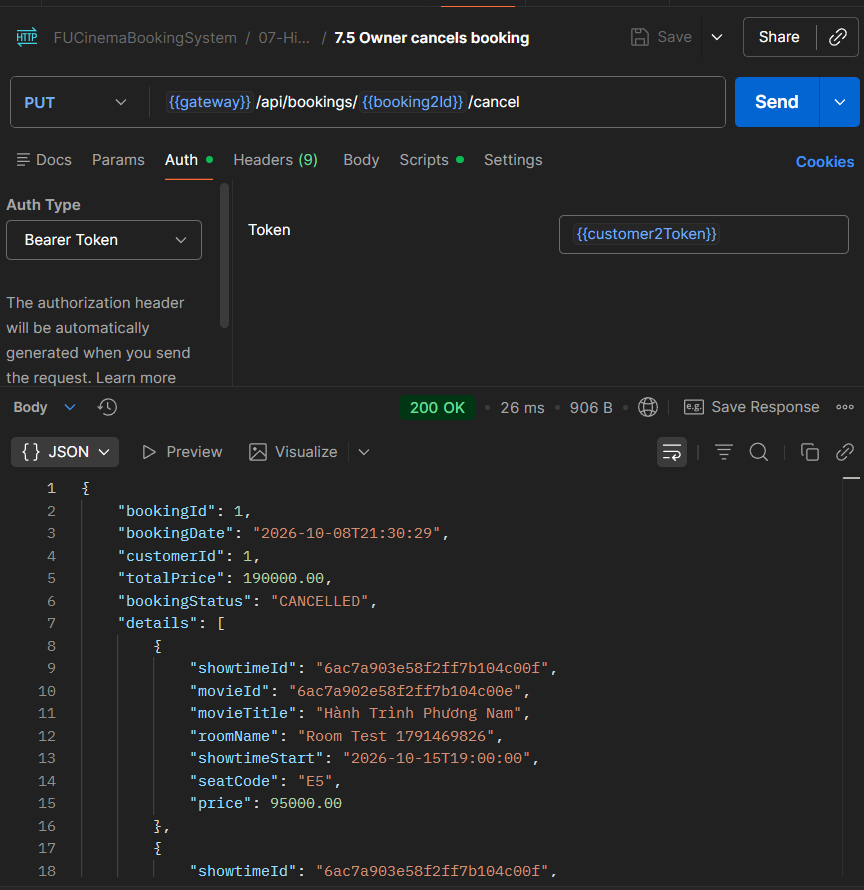 HTTP FUCinemaBookingSystem / 07-Hi... / 7.5 Owner cancels booking Save Share
PUT {{gateway}} /api/bookings/ {{booking2Id}} /cancel Send
Docs Params Auth Headers (9) Body Scripts Settings Cookies
Auth Type
Bearer Token
The authorization header
will be automatically
generated when you send
the request. Learn more
Token {{customer2Token}}
Body 200 OK 26 ms 906 B e.g. Save Response
{} JSON Preview Visualize
1 {
2 "bookingId": 1,
3 "bookingDate": "2026-10-08T21:30:29",
4 "customerId": 1,
5 "totalPrice": 190000.00,
6 "bookingStatus": "CANCELLED",
7 "details": [
8 {
9 "showtimeId": "6ac7a903e58f2ff7b104c00f",
10 "movieId": "6ac7a902e58f2ff7b104c00e",
11 "movieTitle": "Hành Trình Phương Nam",
12 "roomName": "Room Test 1791469826",
13 "showtimeStart": "2026-10-15T19:00:00",
14 "seatCode": "E5",
15 "price": 95000.00
16 },
17 {
18 "showtimeId": "6ac7a903e58f2ff7b104c00f",